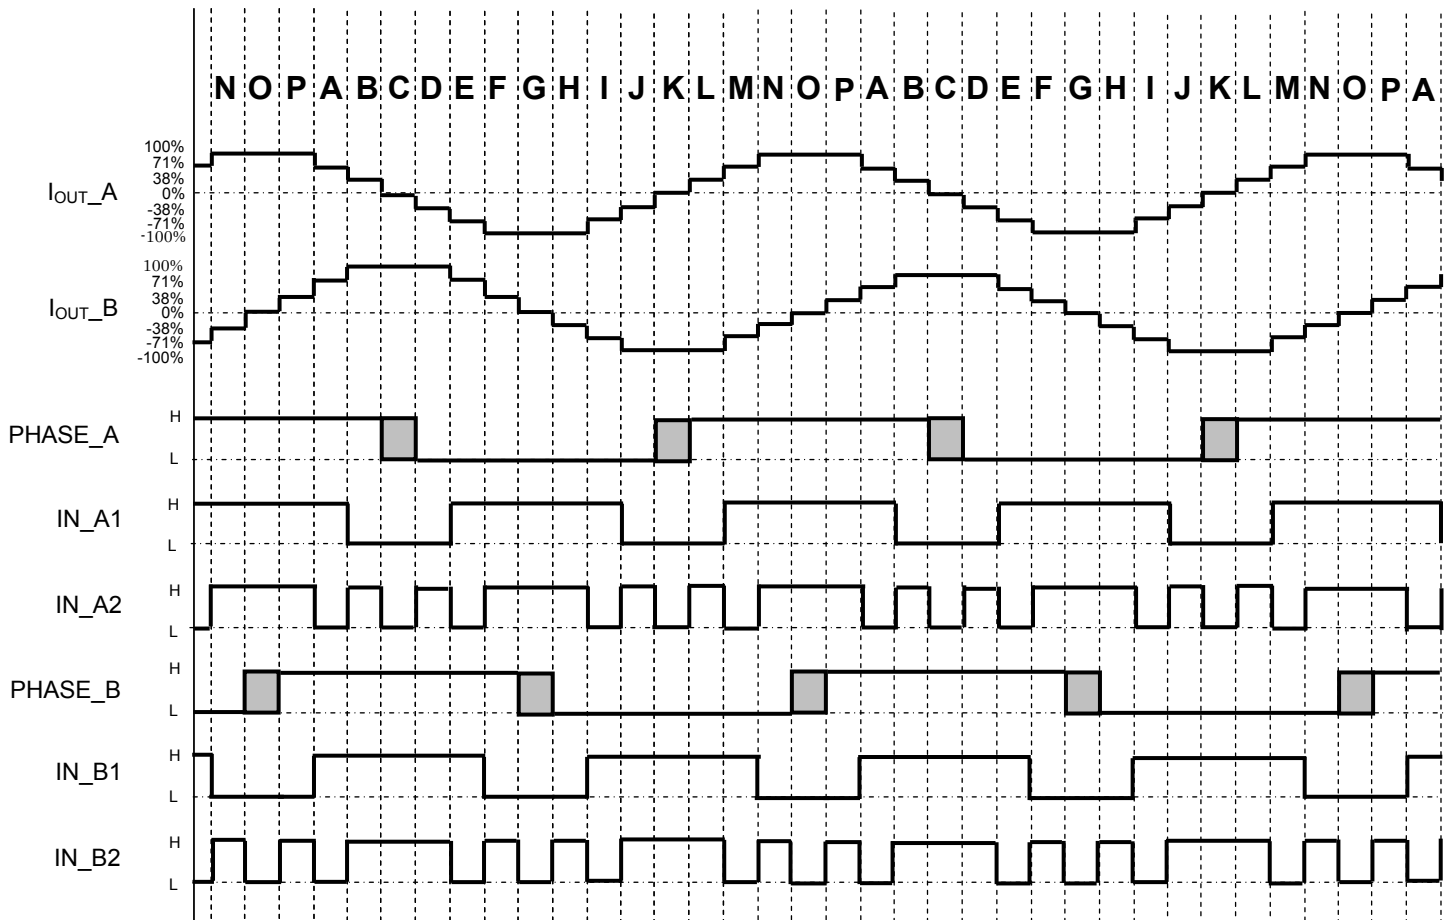 N O P A B C D E F G H I J K L M N O P A B C D E F G H I J K L M N O P A
IOUT_A
100%
71%
38%
0%
-38%
-71%
-100%
IOUT_B
100%
71%
38%
0%
-38%
-71%
-100%
PHASE_A
H
L
IN_A1
H
L
IN_A2
H
L
PHASE_B
H
L
IN_B1
H
L
IN_B2
H
L